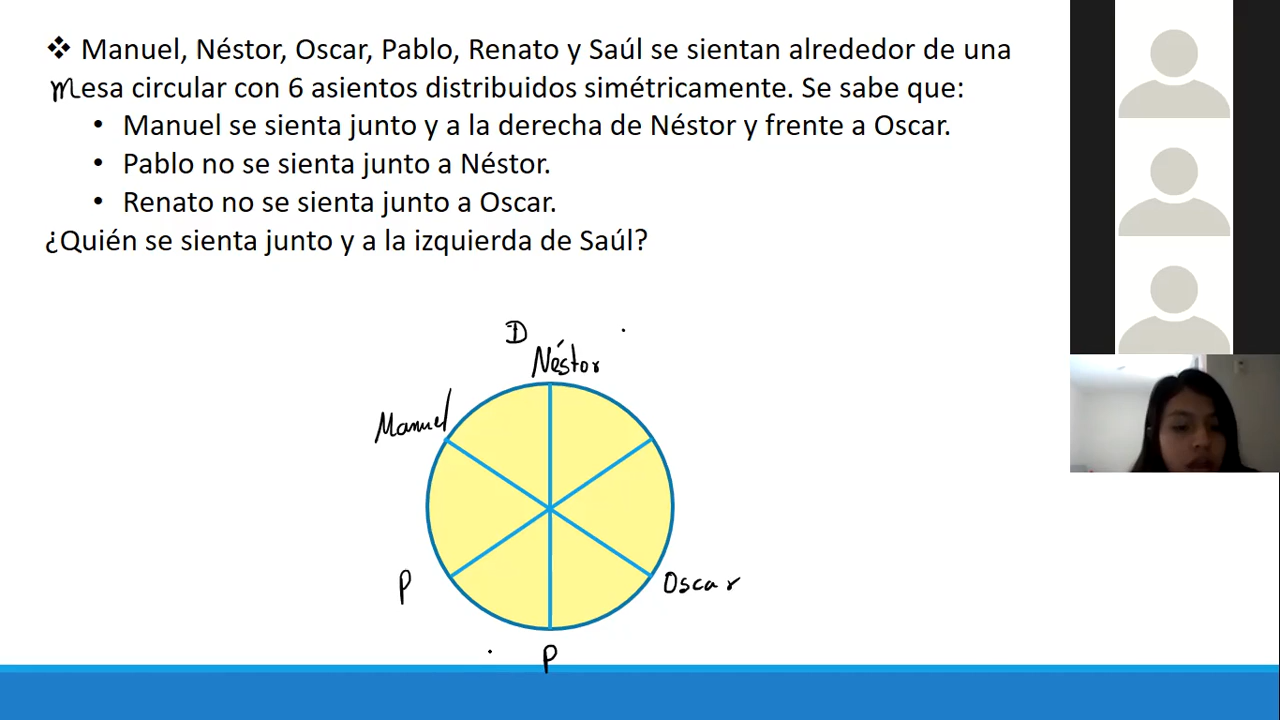 ❖ Manuel, Néstor, Oscar, Pablo, Renato y Saúl se sientan alrededor de una
mesa circular con 6 asientos distribuidos simétricamente. Se sabe que:
• Manuel se sienta junto y a la derecha de Néstor y frente a Oscar.
• Pablo no se sienta junto a Néstor.
• Renato no se sienta junto a Oscar.
¿Quién se sienta junto y a la izquierda de Saúl?
D
Néstor
Manuel
P
Oscar
P